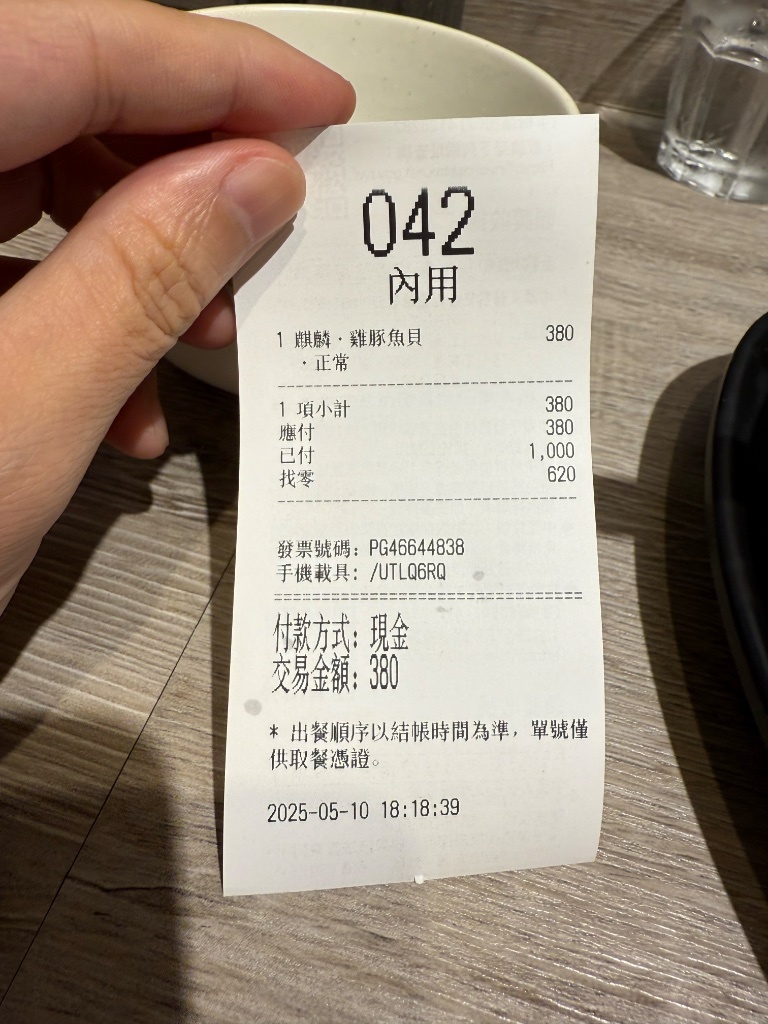 042
內用
1 麒麟·雞豚魚貝 380
·正常
1 項小計 380
應付 380
已付 1,000
找零 620
發票號碼: PG46644838
手機載具: /UTLQ6RQ
付款方式: 現金
交易金額: 380
* 出餐順序以結帳時間為準, 單號僅
供取餐憑證。
2025-05-10 18:18:39